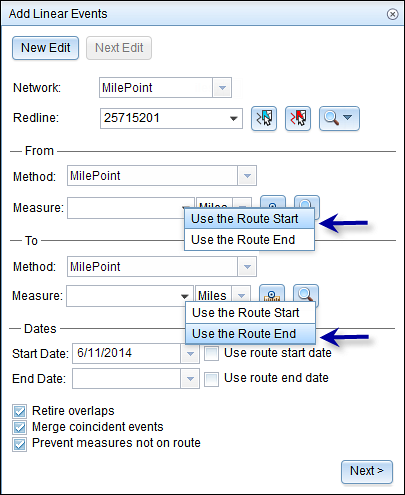 Add Linear Events
New Edit Next Edit
Network: MilePoint
Redline: 25715201
From
Method: MilePoint
Measure: Miles
Use the Route Start
Use the Route End
To
Method: MilePoint
Measure: Miles
Use the Route Start
Use the Route End
Dates
Start Date: 6/11/2014 Use route start date
End Date: Use route end date
Retire overlaps
Merge coincident events
Prevent measures not on route
Next >